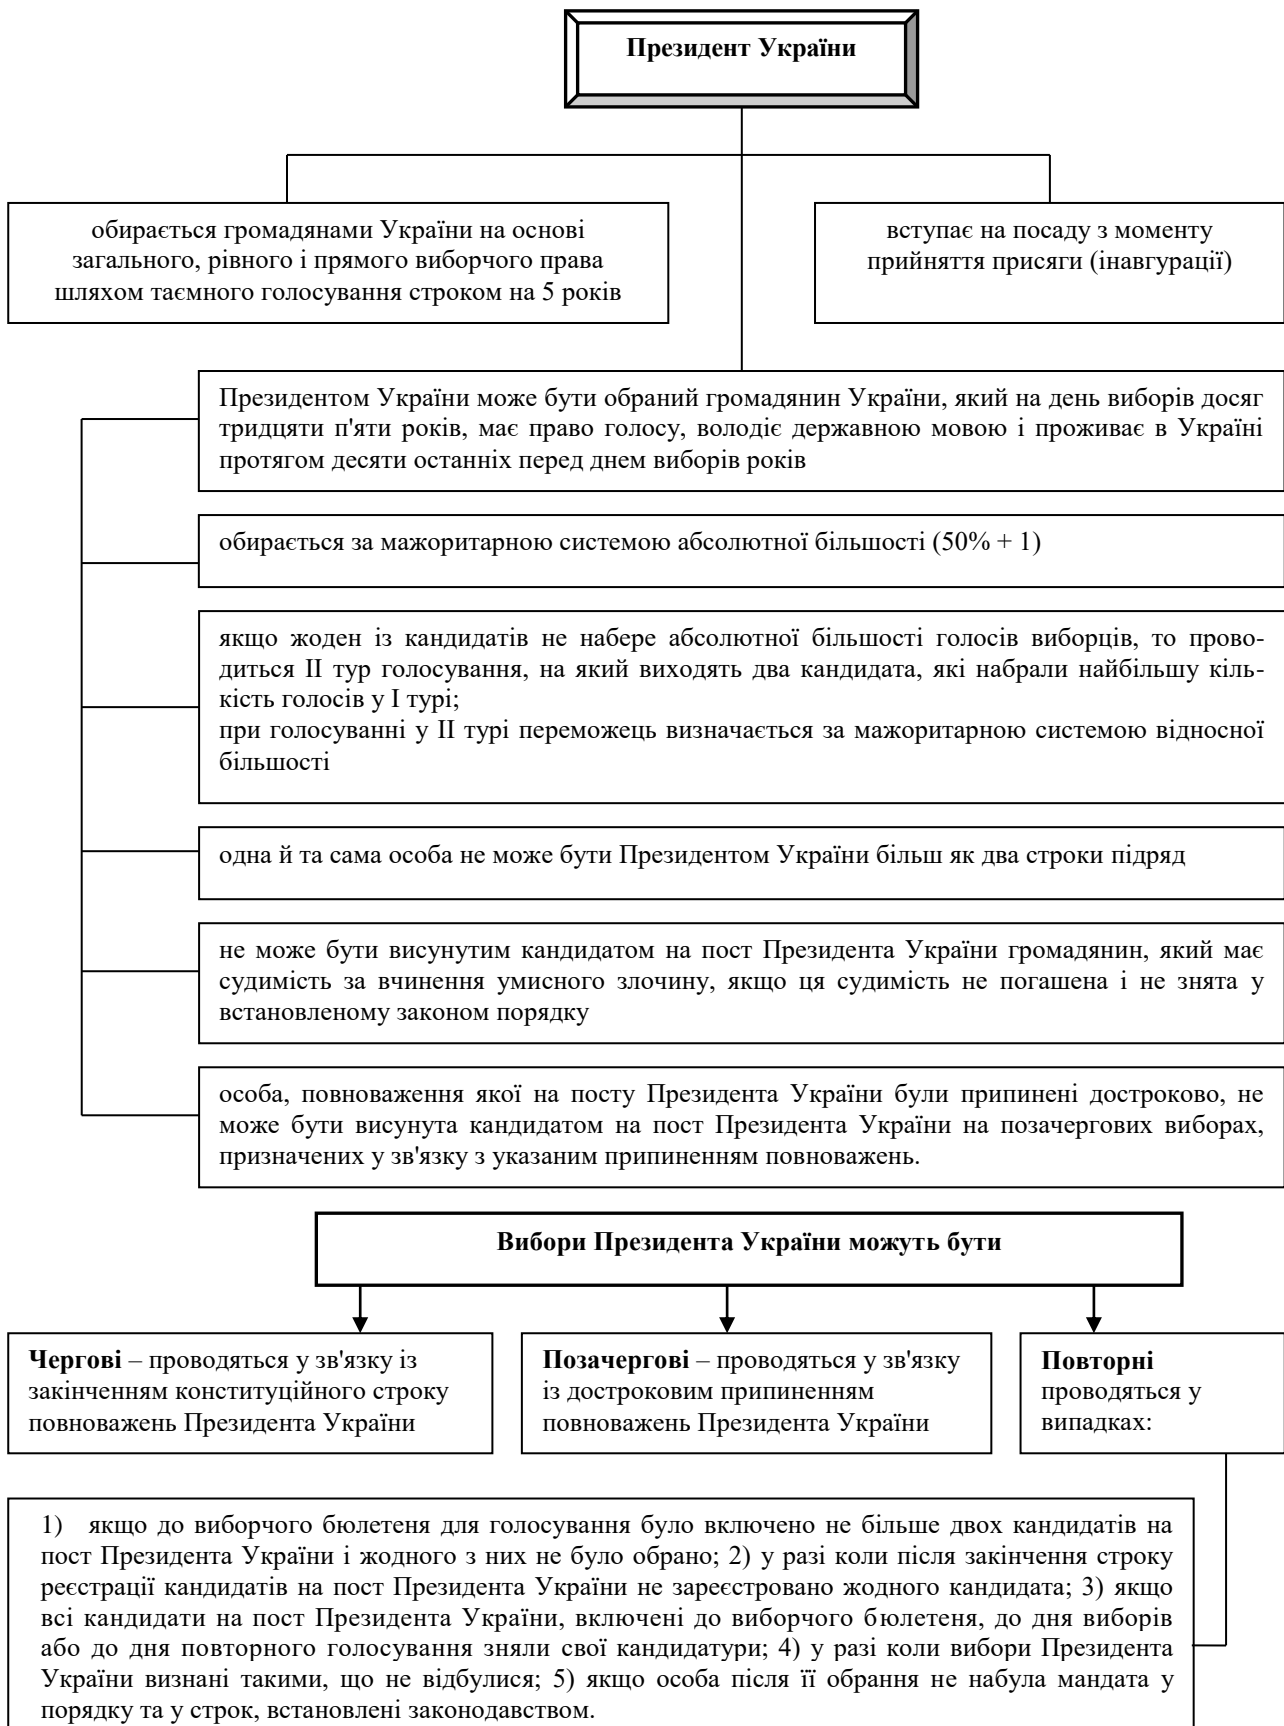 Президент України
обирається громадянами України на основі
загального, рівного і прямого виборчого права
шляхом таємного голосування строком на 5 років
вступає на посаду з моменту
прийняття присяги (інавгурації)
Президентом України може бути обраний громадянин України, який на день виборів досяг
тридцяти п'яти років, має право голосу, володіє державною мовою і проживає в Україні
протягом десяти останніх перед днем виборів років
обирається за мажоритарною системою абсолютної більшості (50% + 1)
якщо жоден із кандидатів не набере абсолютної більшості голосів виборців, то прово-
диться ІІ тур голосування, на який виходять два кандидата, які набрали найбільшу кіль-
кість голосів у І турі;
при голосуванні у ІІ турі переможець визначається за мажоритарною системою відносної
більшості
одна й та сама особа не може бути Президентом України більш як два строки підряд
не може бути висунутим кандидатом на пост Президента України громадянин, який має
судимість за вчинення умисного злочину, якщо ця судимість не погашена і не знята у
встановленому законом порядку
особа, повноваження якої на посту Президента України були припинені достроково, не
може бути висунута кандидатом на пост Президента України на позачергових виборах,
призначених у зв'язку з указаним припиненням повноважень.
Вибори Президента України можуть бути
Чергові – проводяться у зв'язку із
закінченням конституційного строку
повноважень Президента України
Позачергові – проводяться у зв'язку
із достроковим припиненням
повноважень Президента України
Повторні
проводяться у
випадках:
1) якщо до виборчого бюлетеня для голосування було включено не більше двох кандидатів на
пост Президента України і жодного з них не було обрано; 2) у разі коли після закінчення строку
реєстрації кандидатів на пост Президента України не зареєстровано жодного кандидата; 3) якщо
всі кандидати на пост Президента України, включені до виборчого бюлетеня, до дня виборів
або до дня повторного голосування зняли свої кандидатури; 4) у разі коли вибори Президента
України визнані такими, що не відбулися; 5) якщо особа після її обрання не набула мандата у
порядку та у строк, встановлені законодавством.